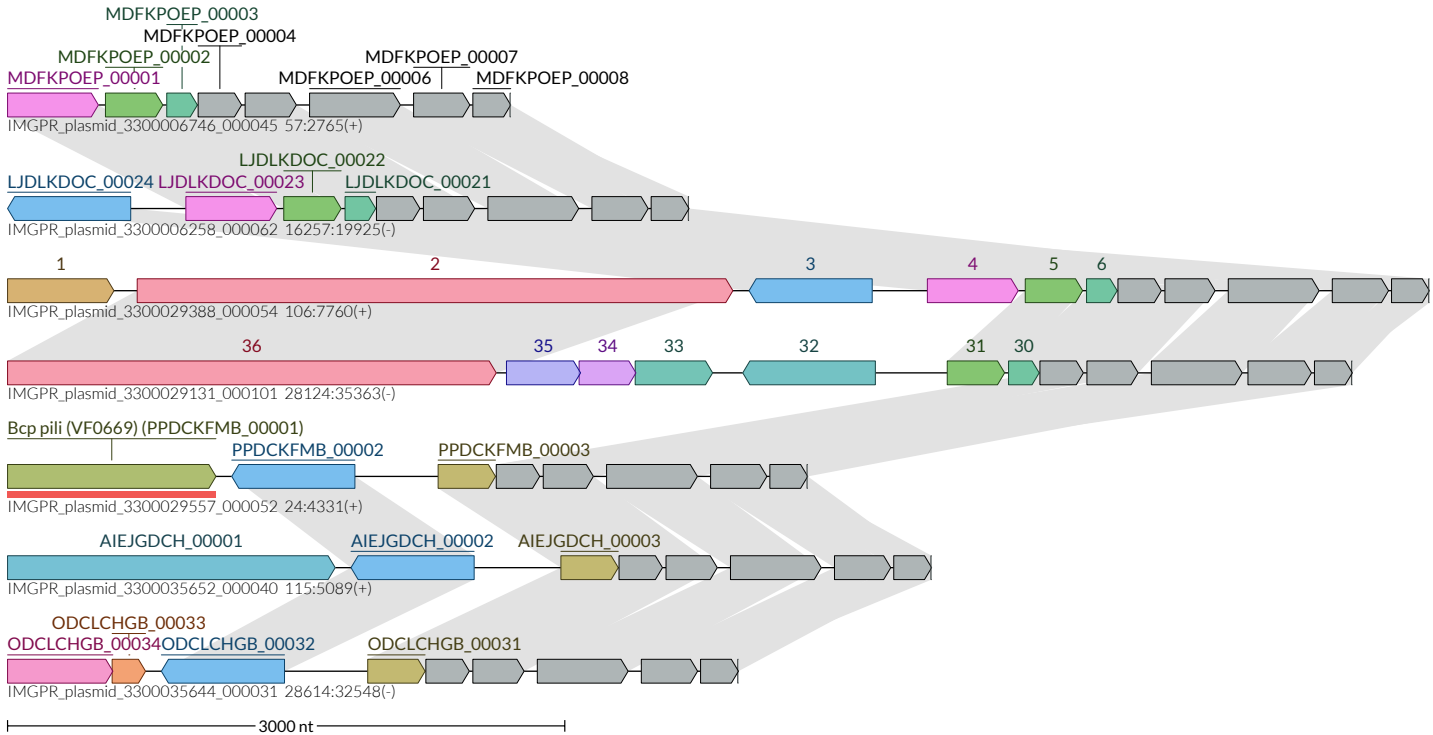 MDFKPOEP_00003
MDFKPOEP_00004
MDFKPOEP_00002 MDFKPOEP_00007
MDFKPOEP_00001 MDFKPOEP_00006 MDFKPOEP_00008
IMGPR_plasmid_3300006746_000045 57:2765(+)
LJDLKDOC_00022
LJDLKDOC_00024 LJDLKDOC_00023 LJDLKDOC_00021
IMGPR_plasmid_3300006258_000062 16257:19925(-)
1 2 3 4 5 6
IMGPR_plasmid_3300029388_000054 106:7760(+)
36 35 34 33 32 31 30
IMGPR_plasmid_3300029131_000101 28124:35363(-)
Bcp pili (VF0669) (PPDCKFMB_00001)
PPDCKFMB_00002 PPDCKFMB_00003
IMGPR_plasmid_3300029557_000052 24:4331(+)
AIEJGDCH_00001 AIEJGDCH_00002 AIEJGDCH_00003
IMGPR_plasmid_3300035652_000040 115:5089(+)
ODCLCHGB_00033
ODCLCHGB_00034 ODCLCHGB_00032 ODCLCHGB_00031
IMGPR_plasmid_3300035644_000031 28614:32548(-)
3000 nt